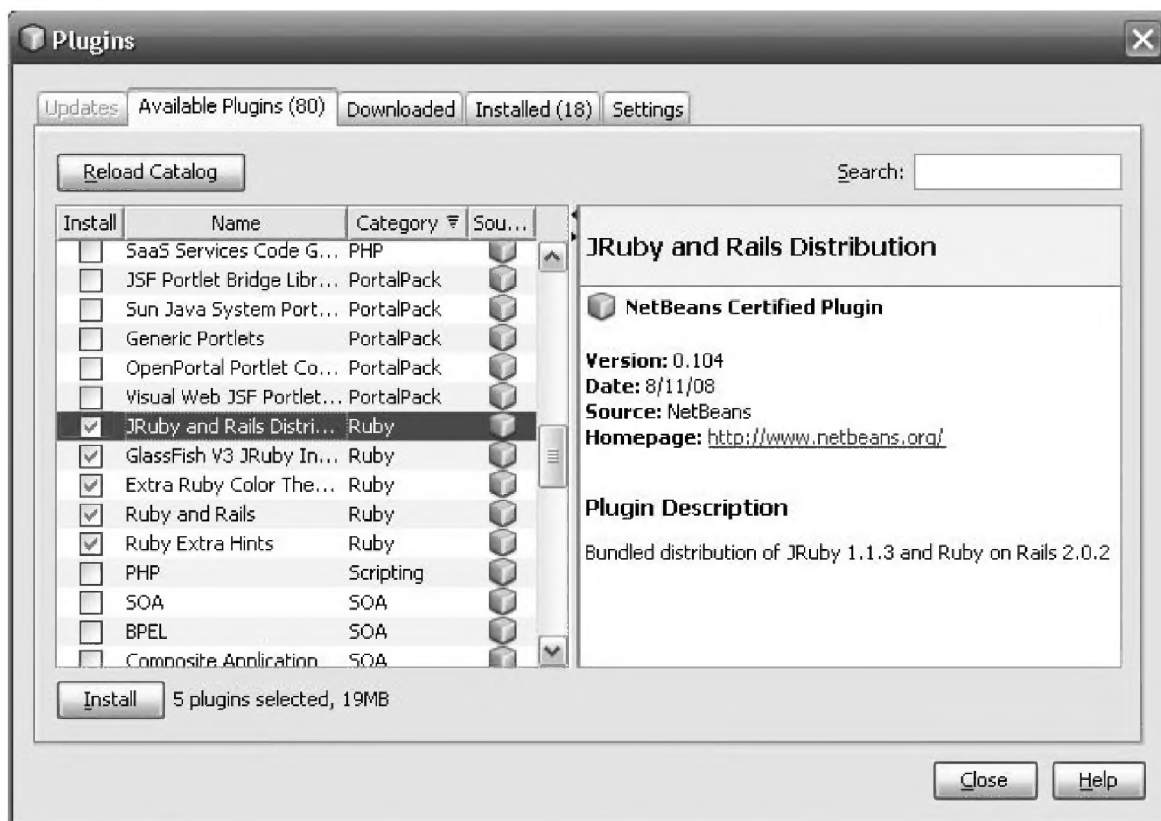 Plugins
Updates Available Plugins (80) Downloaded Installed (18) Settings
Reload Catalog Search:
Install Name Category Sou...
SaaS Services Code G... PHP
JSF Portlet Bridge Libr... PortalPack
Sun Java System Port... PortalPack
Generic Portlets PortalPack
OpenPortal Portlet Co... PortalPack
Visual Web JSF Portlet... PortalPack
JRuby and Rails Distri... Ruby
GlassFish V3 JRuby In... Ruby
Extra Ruby Color The... Ruby
Ruby and Rails Ruby
Ruby Extra Hints Ruby
PHP Scripting
SOA SOA
BPEL SOA
Composite Application SOA
JRuby and Rails Distribution
NetBeans Certified Plugin
Version: 0.104
Date: 8/11/08
Source: NetBeans
Homepage: http://www.netbeans.org/
Plugin Description
Bundled distribution of JRuby 1.1.3 and Ruby on Rails 2.0.2
Install 5 plugins selected, 19MB
Close Help